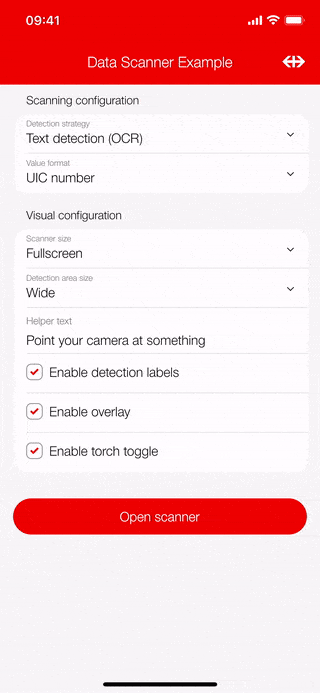 09:41
Data Scanner Example
Scanning configuration
Detection strategy
Text detection (OCR)
Value format
UIC number
Visual configuration
Scanner size
Fullscreen
Detection area size
Wide
Helper text
Point your camera at something
Enable detection labels
Enable overlay
Enable torch toggle
Open scanner